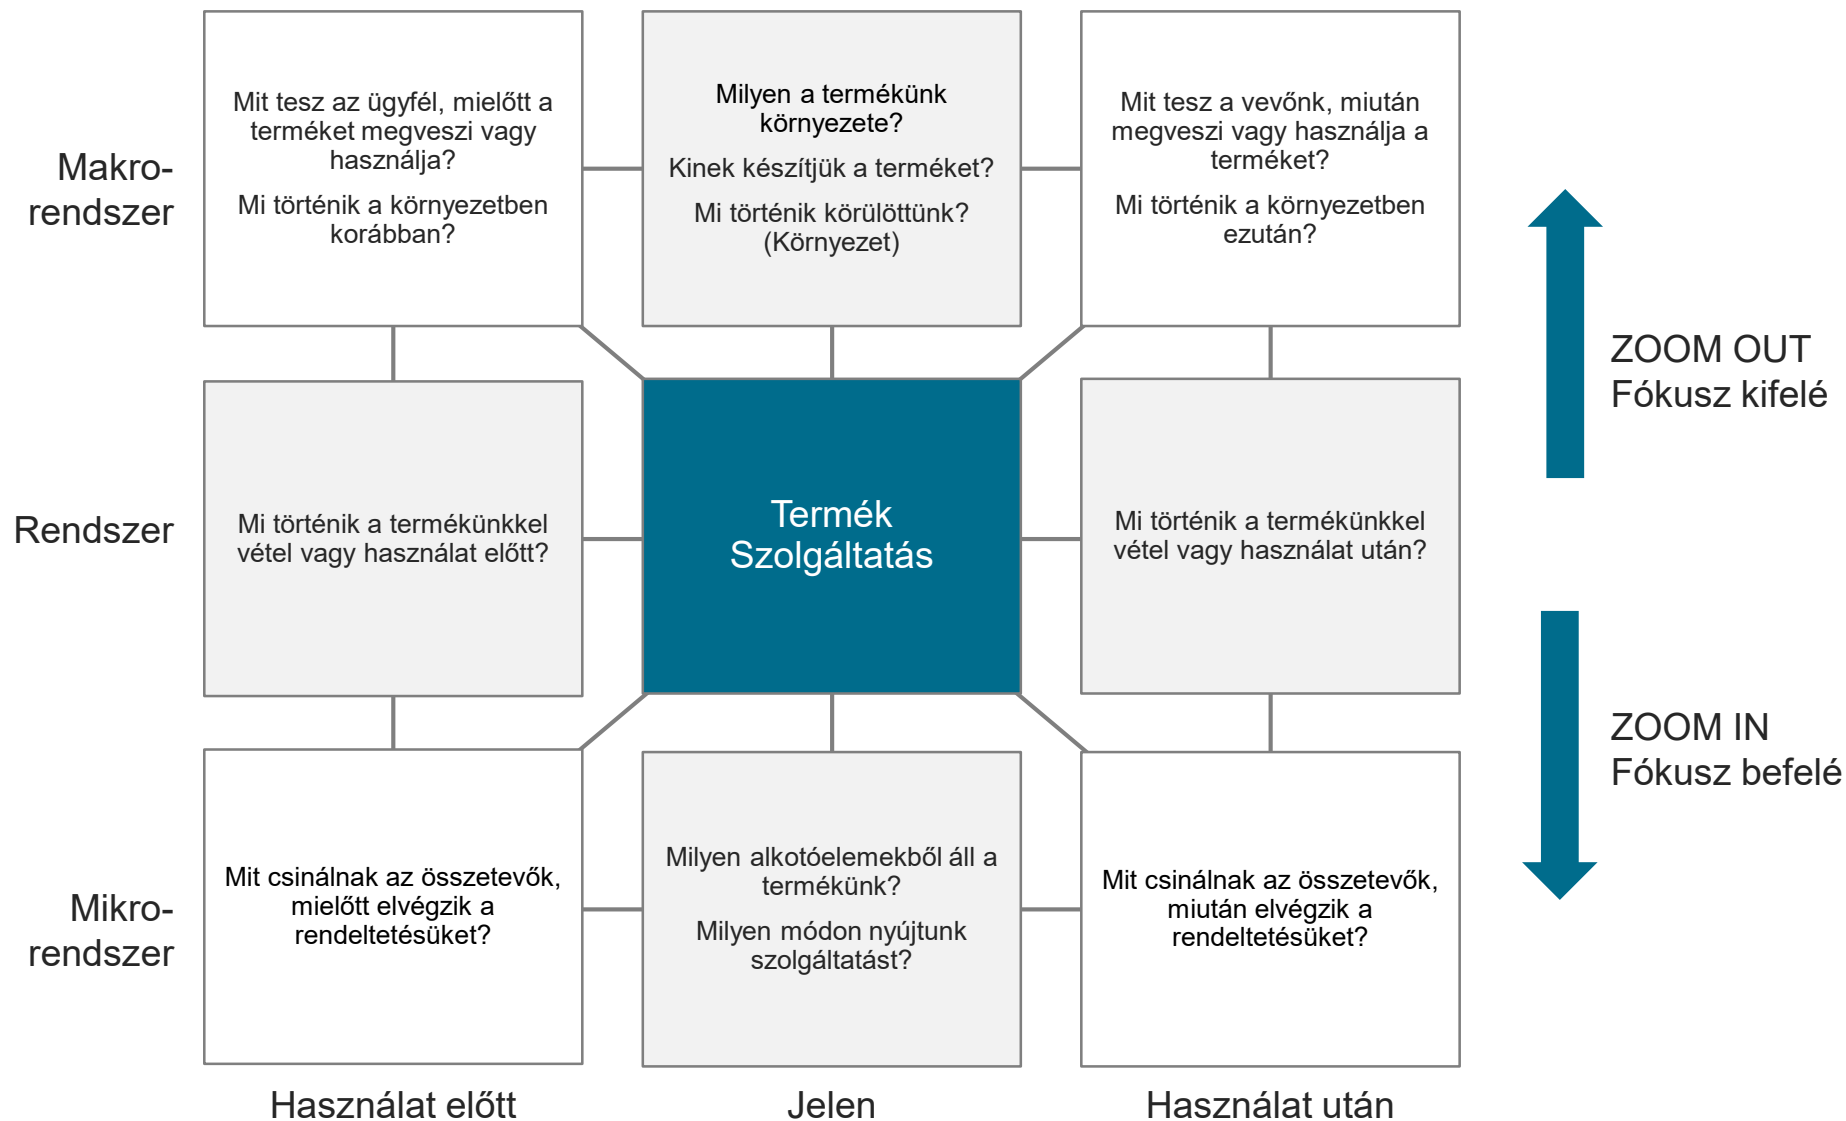 Makro-
rendszer
Mit tesz az ügyfél, mielőtt a
terméket megveszi vagy
használja?
Mi történik a környezetben
korábban?
Milyen a termékünk
környezete?
Kinek készítjük a terméket?
Mi történik körülöttünk?
(Környezet)
Mit tesz a vevőnk, miután
megveszi vagy használja a
terméket?
Mi történik a környezetben
ezután?
ZOOM OUT
Fókusz kifelé
Rendszer
Mi történik a termékünkkel
vétel vagy használat előtt?
Termék
Szolgáltatás
Mi történik a termékünkkel
vétel vagy használat után?
ZOOM IN
Fókusz befelé
Mikro-
rendszer
Mit csinálnak az összetevők,
mielőtt elvégzik a
rendeltetésüket?
Milyen alkotóelemekből áll a
termékünk?
Milyen módon nyújtunk
szolgáltatást?
Mit csinálnak az összetevők,
miután elvégzik a
rendeltetésüket?
Használat előtt
Jelen
Használat után